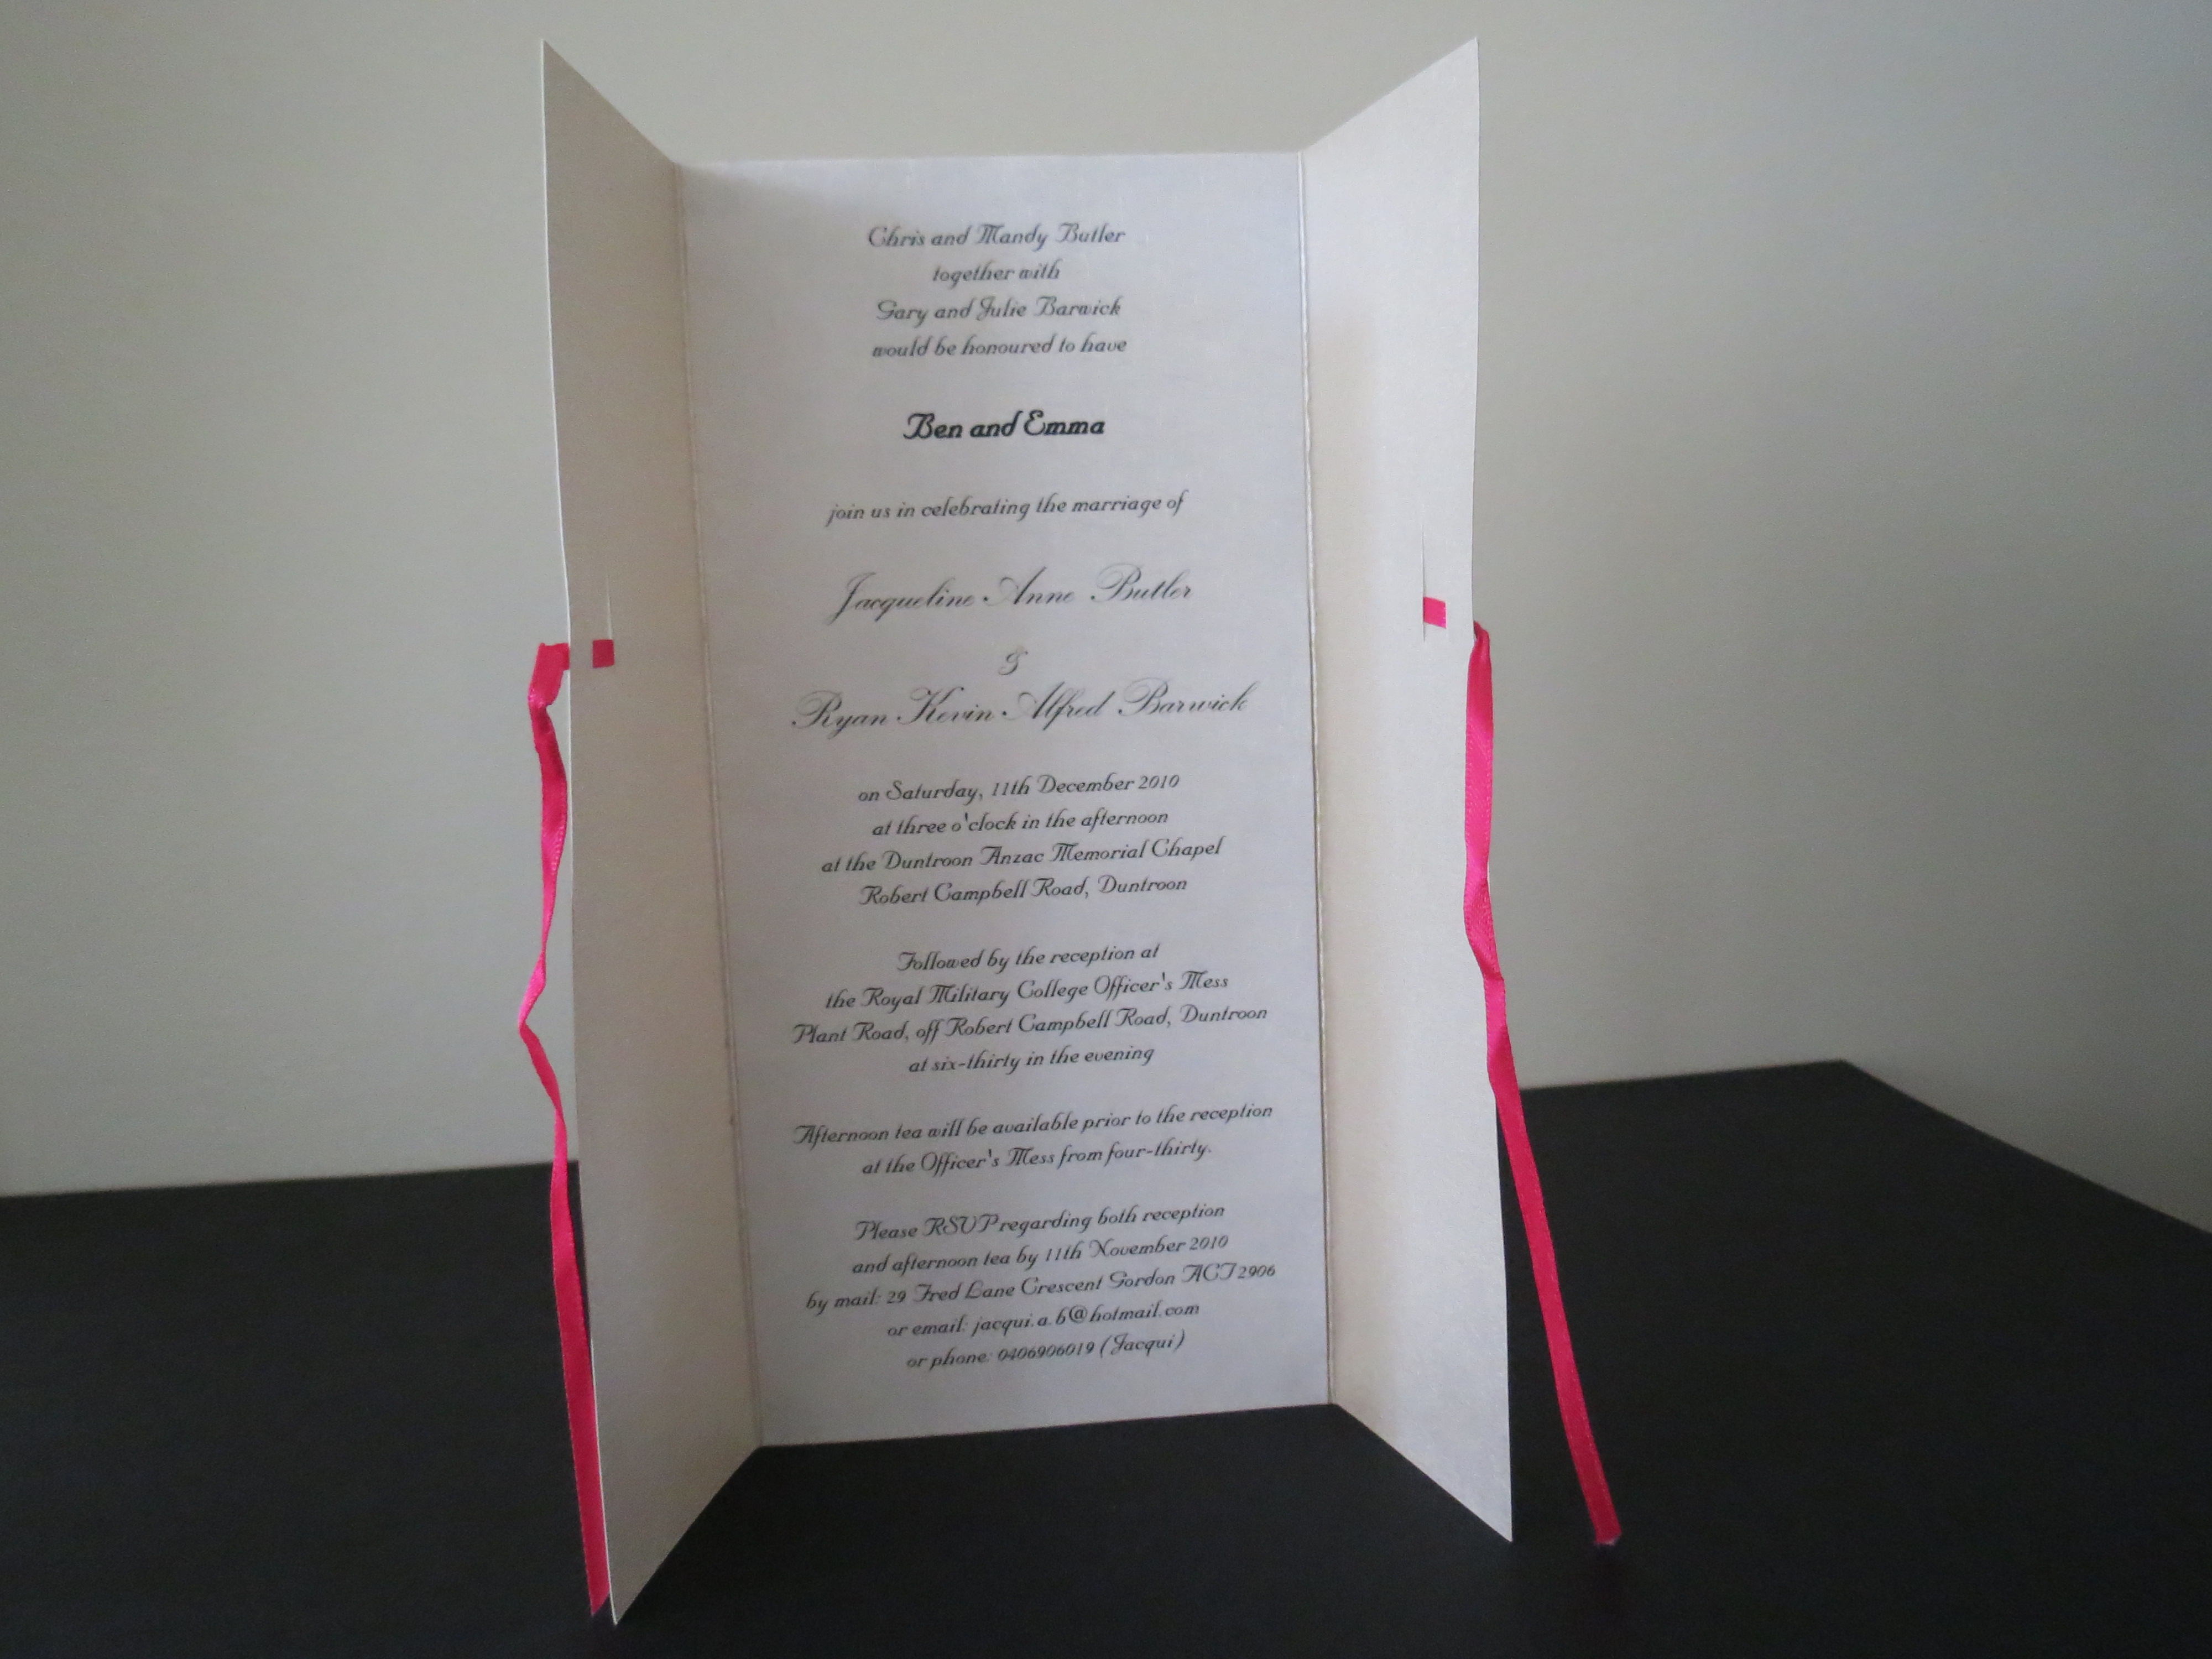 Chris and Mandy Butler
together with
Gary and Julie Barwick
would be honoured to have
Ben and Emma
join us in celebrating the marriage of
Jacqueline Anne Butler
&
Ryan Kevin Alfred Barwick
on Saturday, 11th December 2010
at three o'clock in the afternoon
at the Duntroon Anzac Memorial Chapel
Robert Campbell Road, Duntroon
Followed by the reception at
the Royal Military College Officer's Mess
Plant Road, off Robert Campbell Road, Duntroon
at six-thirty in the evening
Afternoon tea will be available prior to the reception
at the Officer's Mess from four-thirty.
Please RSVP regarding both reception
and afternoon tea by 11th November 2010
by mail: 29 Fred Lane Crescent Gordon ACT 2906
or email: jacqui.a.b@hotmail.com
or phone: 0406906019 (Jacqui)